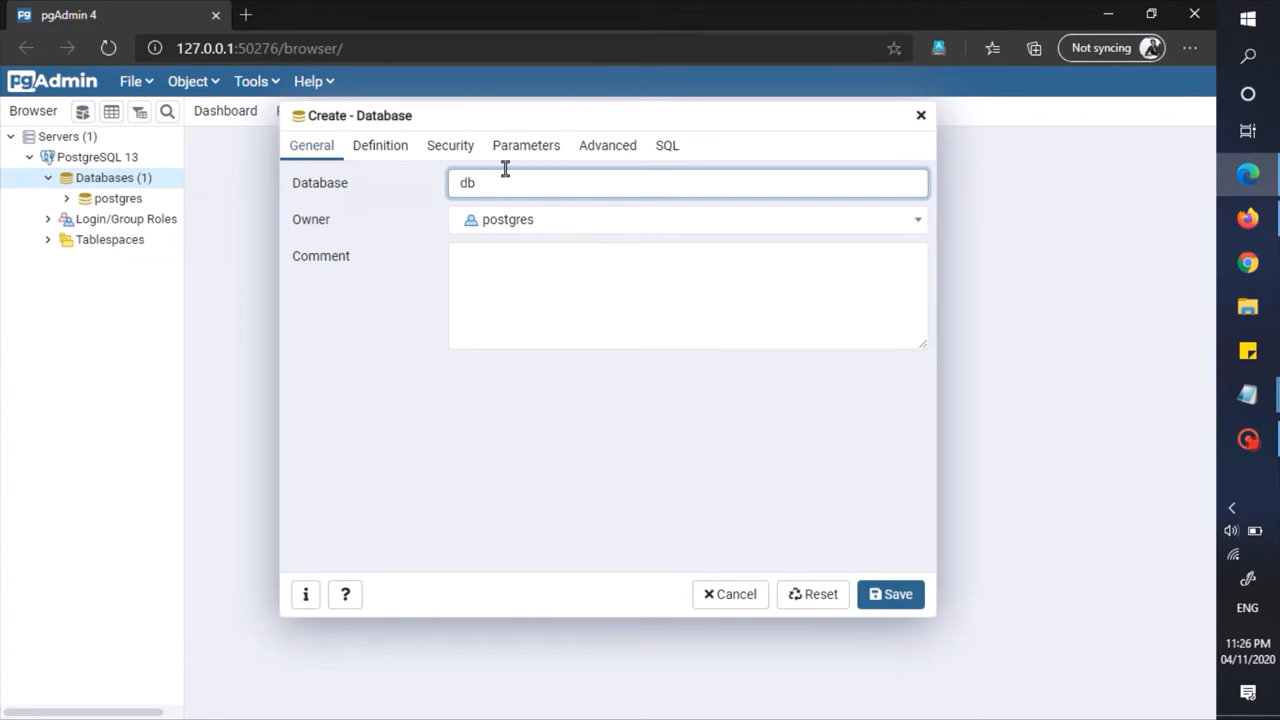 pgAdmin 4
127.0.0.1:50276/browser/
Not syncing
pgAdmin
File
Object
Tools
Help
Browser
Dashboard
Servers (1)
PostgreSQL 13
Databases (1)
postgres
Login/Group Roles
Tablespaces
Create - Database
General
Definition
Security
Parameters
Advanced
SQL
Database
db
Owner
postgres
Comment
i
?
Cancel
Reset
Save
ENG
11:26 PM
04/11/2020